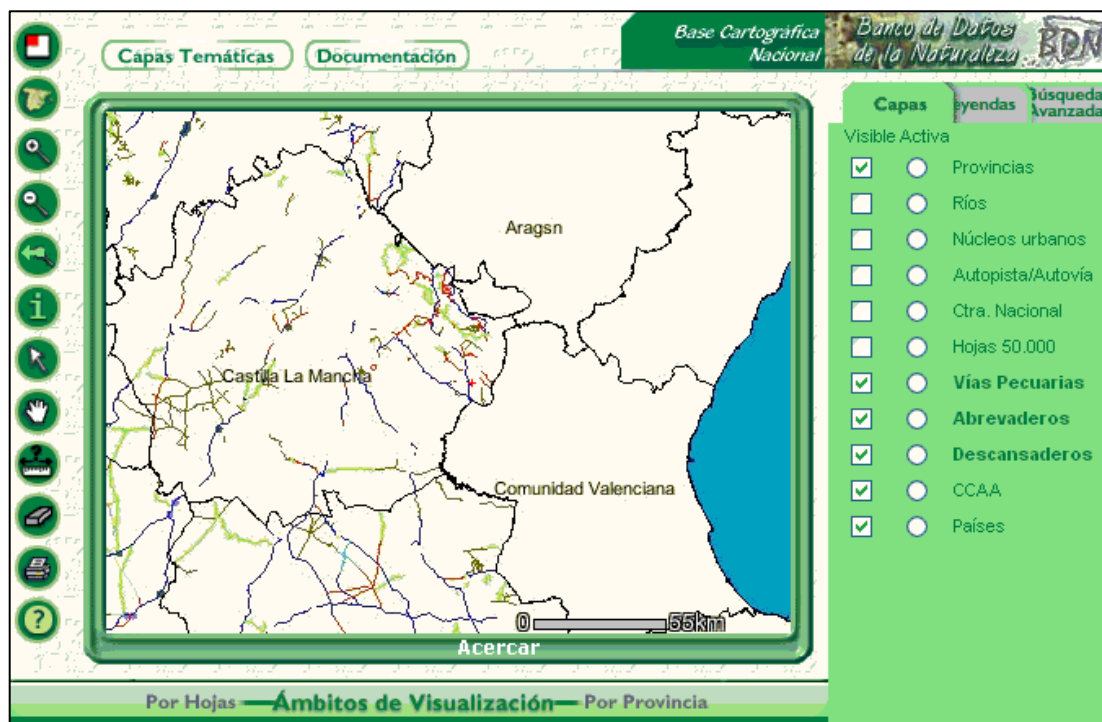 Capas Temáticas
Documentación
Base Cartográfica
Nacional
Banco de Datos
de la Naturaleza
BDN
Capas
eyendas
Búsqueda
Avanzada
Visible Activa
Provincias
Ríos
Núcleos urbanos
Autopista/Autovía
Ctra. Nacional
Hojas 50.000
Vías Pecuarias
Abrevaderos
Descansaderos
CCAA
Países
Aragsn
Castilla La Mancha
Comunidad Valenciana
0 55km
Acercar
Por Hojas Ámbitos de Visualización Por Provincia
i
?
?